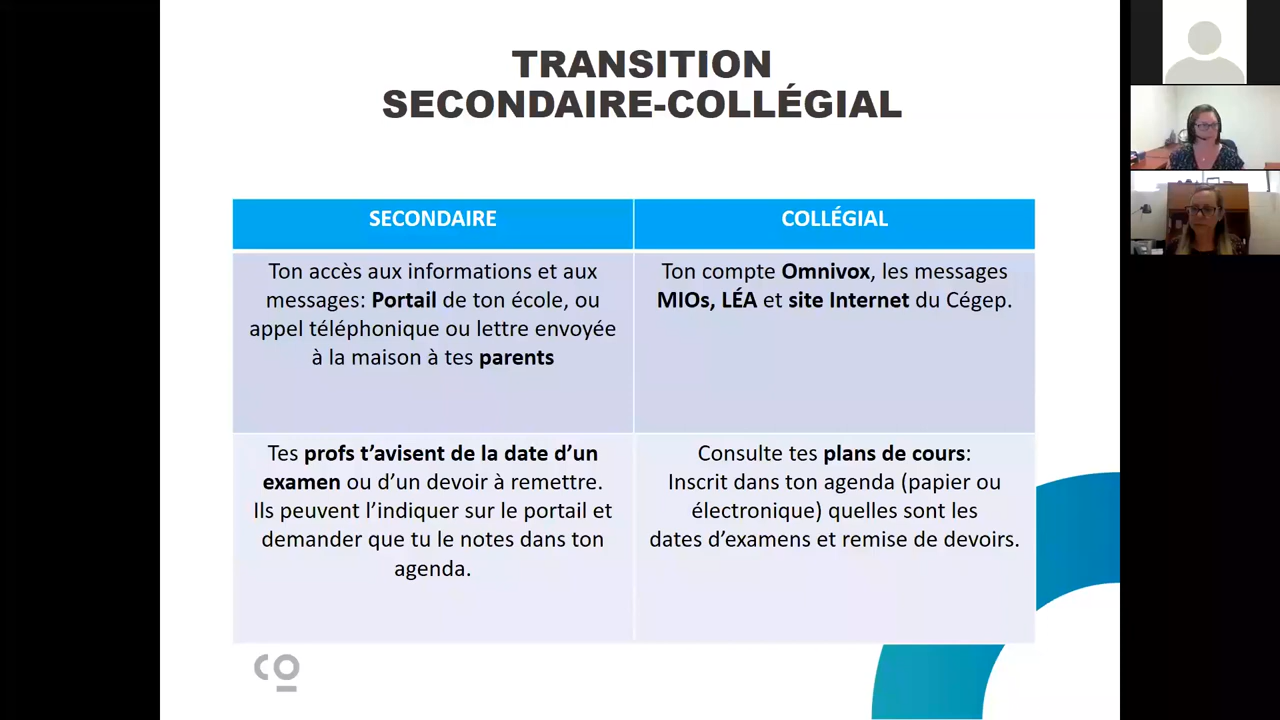 TRANSITION
SECONDAIRE-COLLÉGIAL
SECONDAIRE
COLLÉGIAL
Ton accès aux informations et aux
messages: Portail de ton école, ou
appel téléphonique ou lettre envoyée
à la maison à tes parents
Ton compte Omnivox, les messages
MIOs, LÉA et site Internet du Cégep.
Tes profs t’avisent de la date d’un
examen ou d’un devoir à remettre.
Ils peuvent l’indiquer sur le portail et
demander que tu le notes dans ton
agenda.
Consulte tes plans de cours:
Inscrit dans ton agenda (papier ou
électronique) quelles sont les
dates d’examens et remise de devoirs.
CO